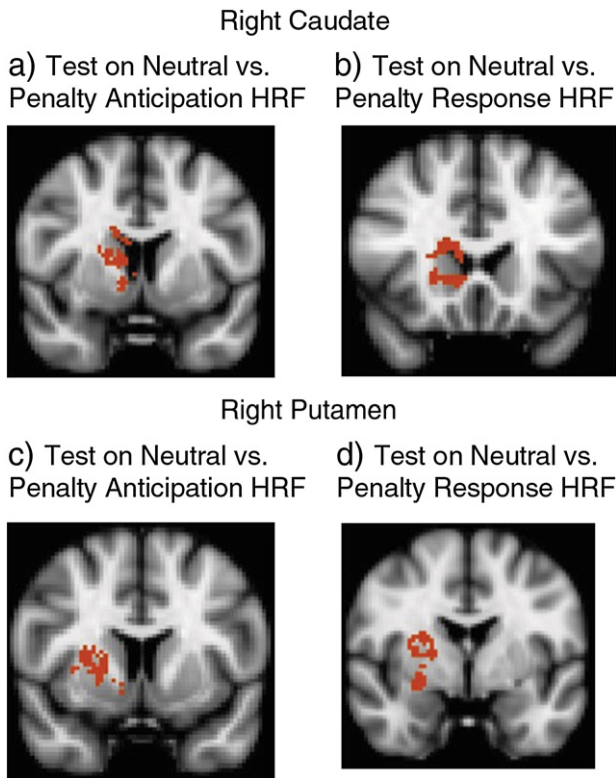 Right Caudate
a) Test on Neutral vs.
Penalty Anticipation HRF
b) Test on Neutral vs.
Penalty Response HRF
Right Putamen
c) Test on Neutral vs.
Penalty Anticipation HRF
d) Test on Neutral vs.
Penalty Response HRF